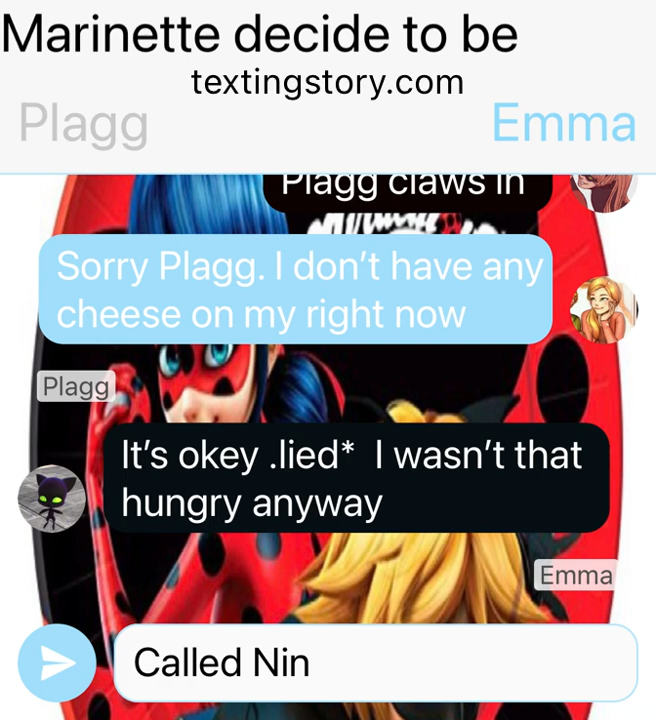 Marinette decide to be
textingstory.com
Plagg
Emma
Plagg claws in
Sorry Plagg. I don't have any
cheese on my right now
Plagg
It's okey .lied* I wasn't that
hungry anyway
Emma
Called Nin